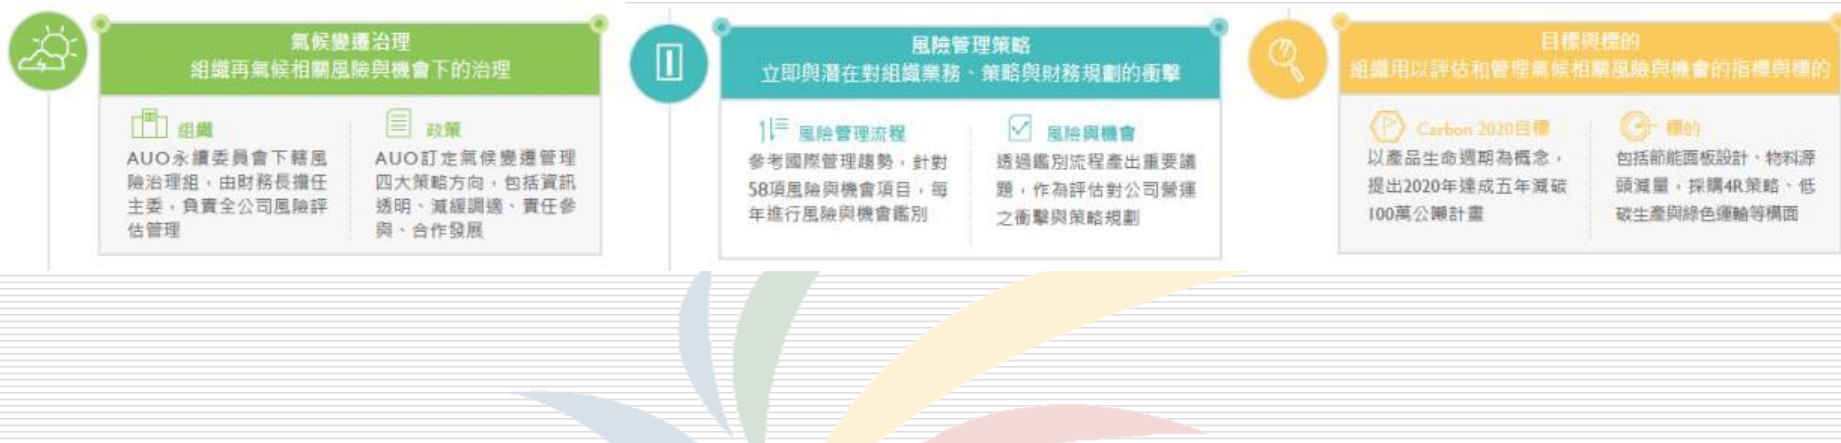 氣候變遷治理
組織再氣候相關風險與機會下的治理
組織
AUO永續委員會下轄風
險治理組，由財務長擔任
主委，負責全公司風險評
估管理
政策
AUO訂定氣候變遷管理
四大策略方向，包括資訊
透明、減緩調適、責任參
與、合作發展
風險管理策略
立即與潛在對組織業務、策略與財務規劃的衝擊
風險管理流程
參考國際管理趨勢，針對
58項風險與機會項目，每
年進行風險與機會鑑別
風險與機會
透過鑑別流程產出重要議
題，作為評估對公司營運
之衝擊與策略規劃
目標與標的
組織用以評估和管理氣候相關風險與機會的指標與標的
Carbon 2020目標
以產品生命週期為概念，
提出2020年達成五年減碳
100萬公噸計畫
標的
包括節能面板設計、物料源
頭減量，採購4R策略、低
碳生產與綠色運輸等構面